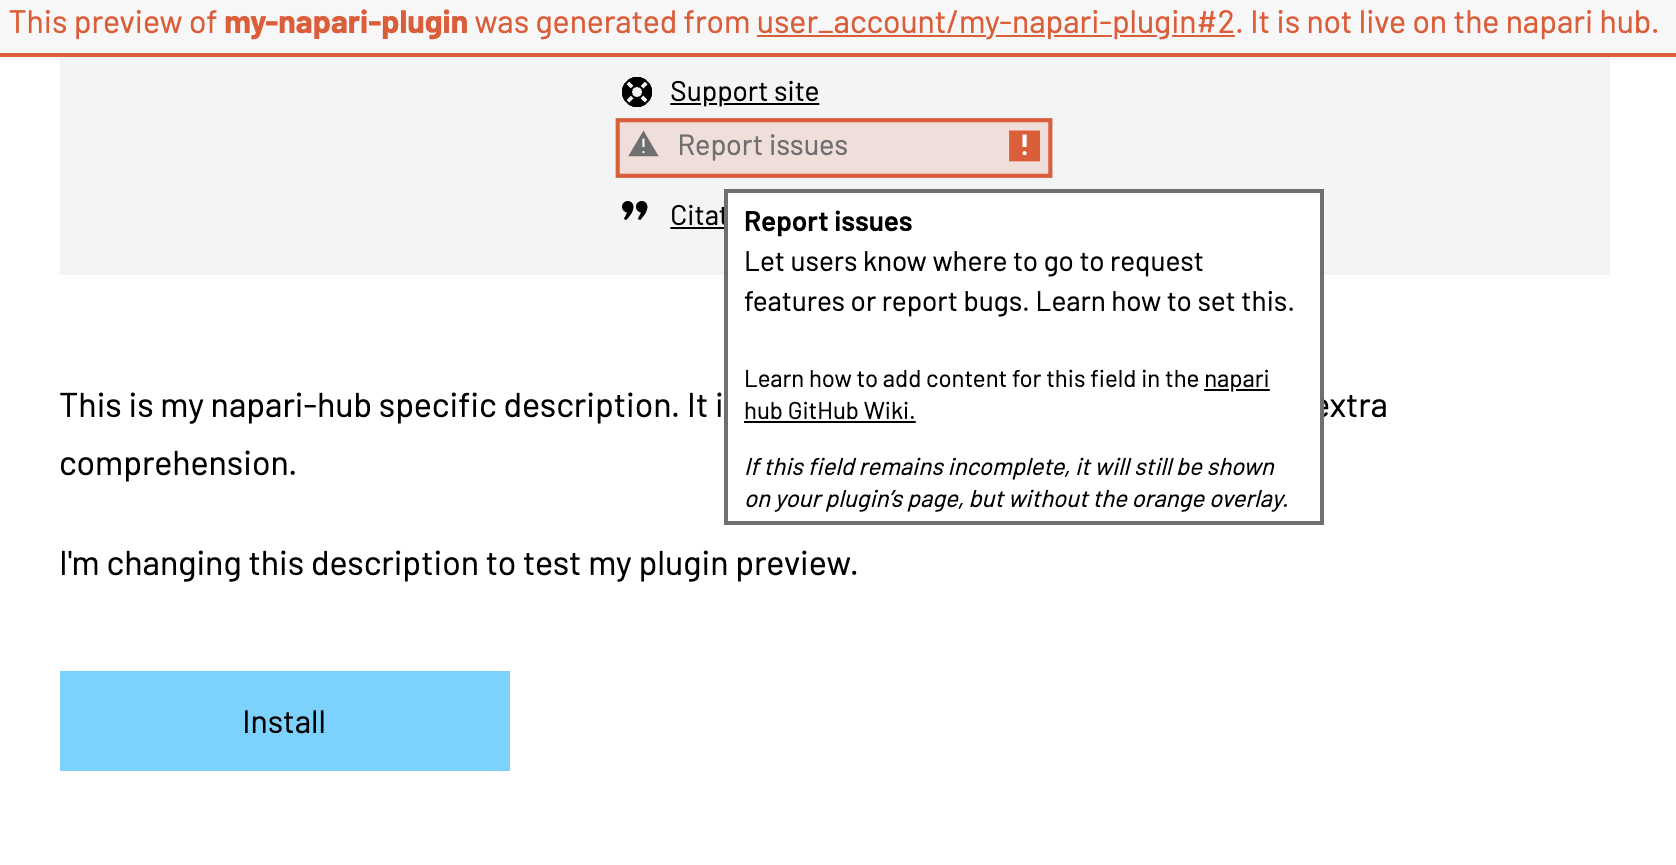 This preview of my-napari-plugin was generated from user_account/my-napari-plugin#2. It is not live on the napari hub.
Support site
Report issues
Report issues
Let users know where to go to request
features or report bugs. Learn how to set this.
Learn how to add content for this field in the napari
hub GitHub Wiki.
If this field remains incomplete, it will still be shown
on your plugin’s page, but without the orange overlay.
This is my napari-hub specific description. It extra
comprehension.
I'm changing this description to test my plugin preview.
Install